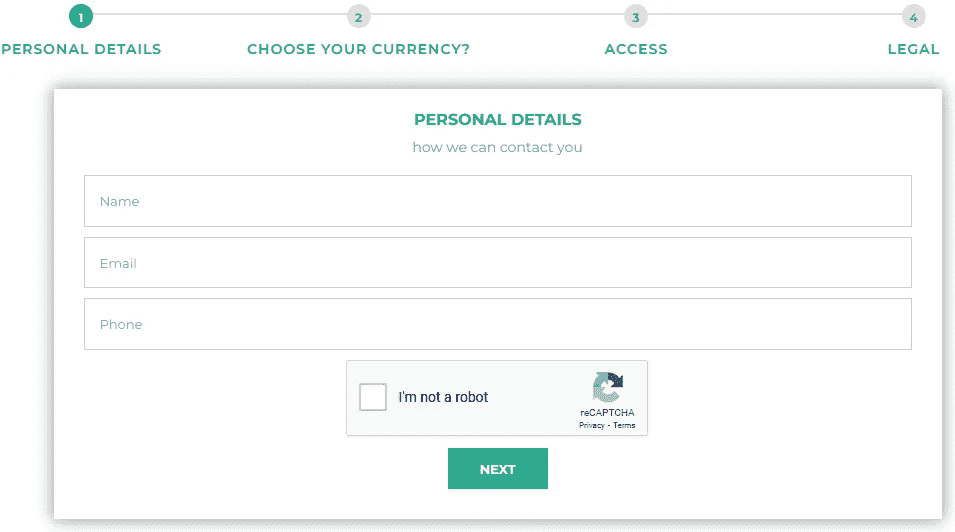 1 2 3 4
PERSONAL DETAILS CHOOSE YOUR CURRENCY? ACCESS LEGAL
PERSONAL DETAILS
how we can contact you
Name
Email
Phone
I'm not a robot
reCAPTCHA
Privacy - Terms
NEXT